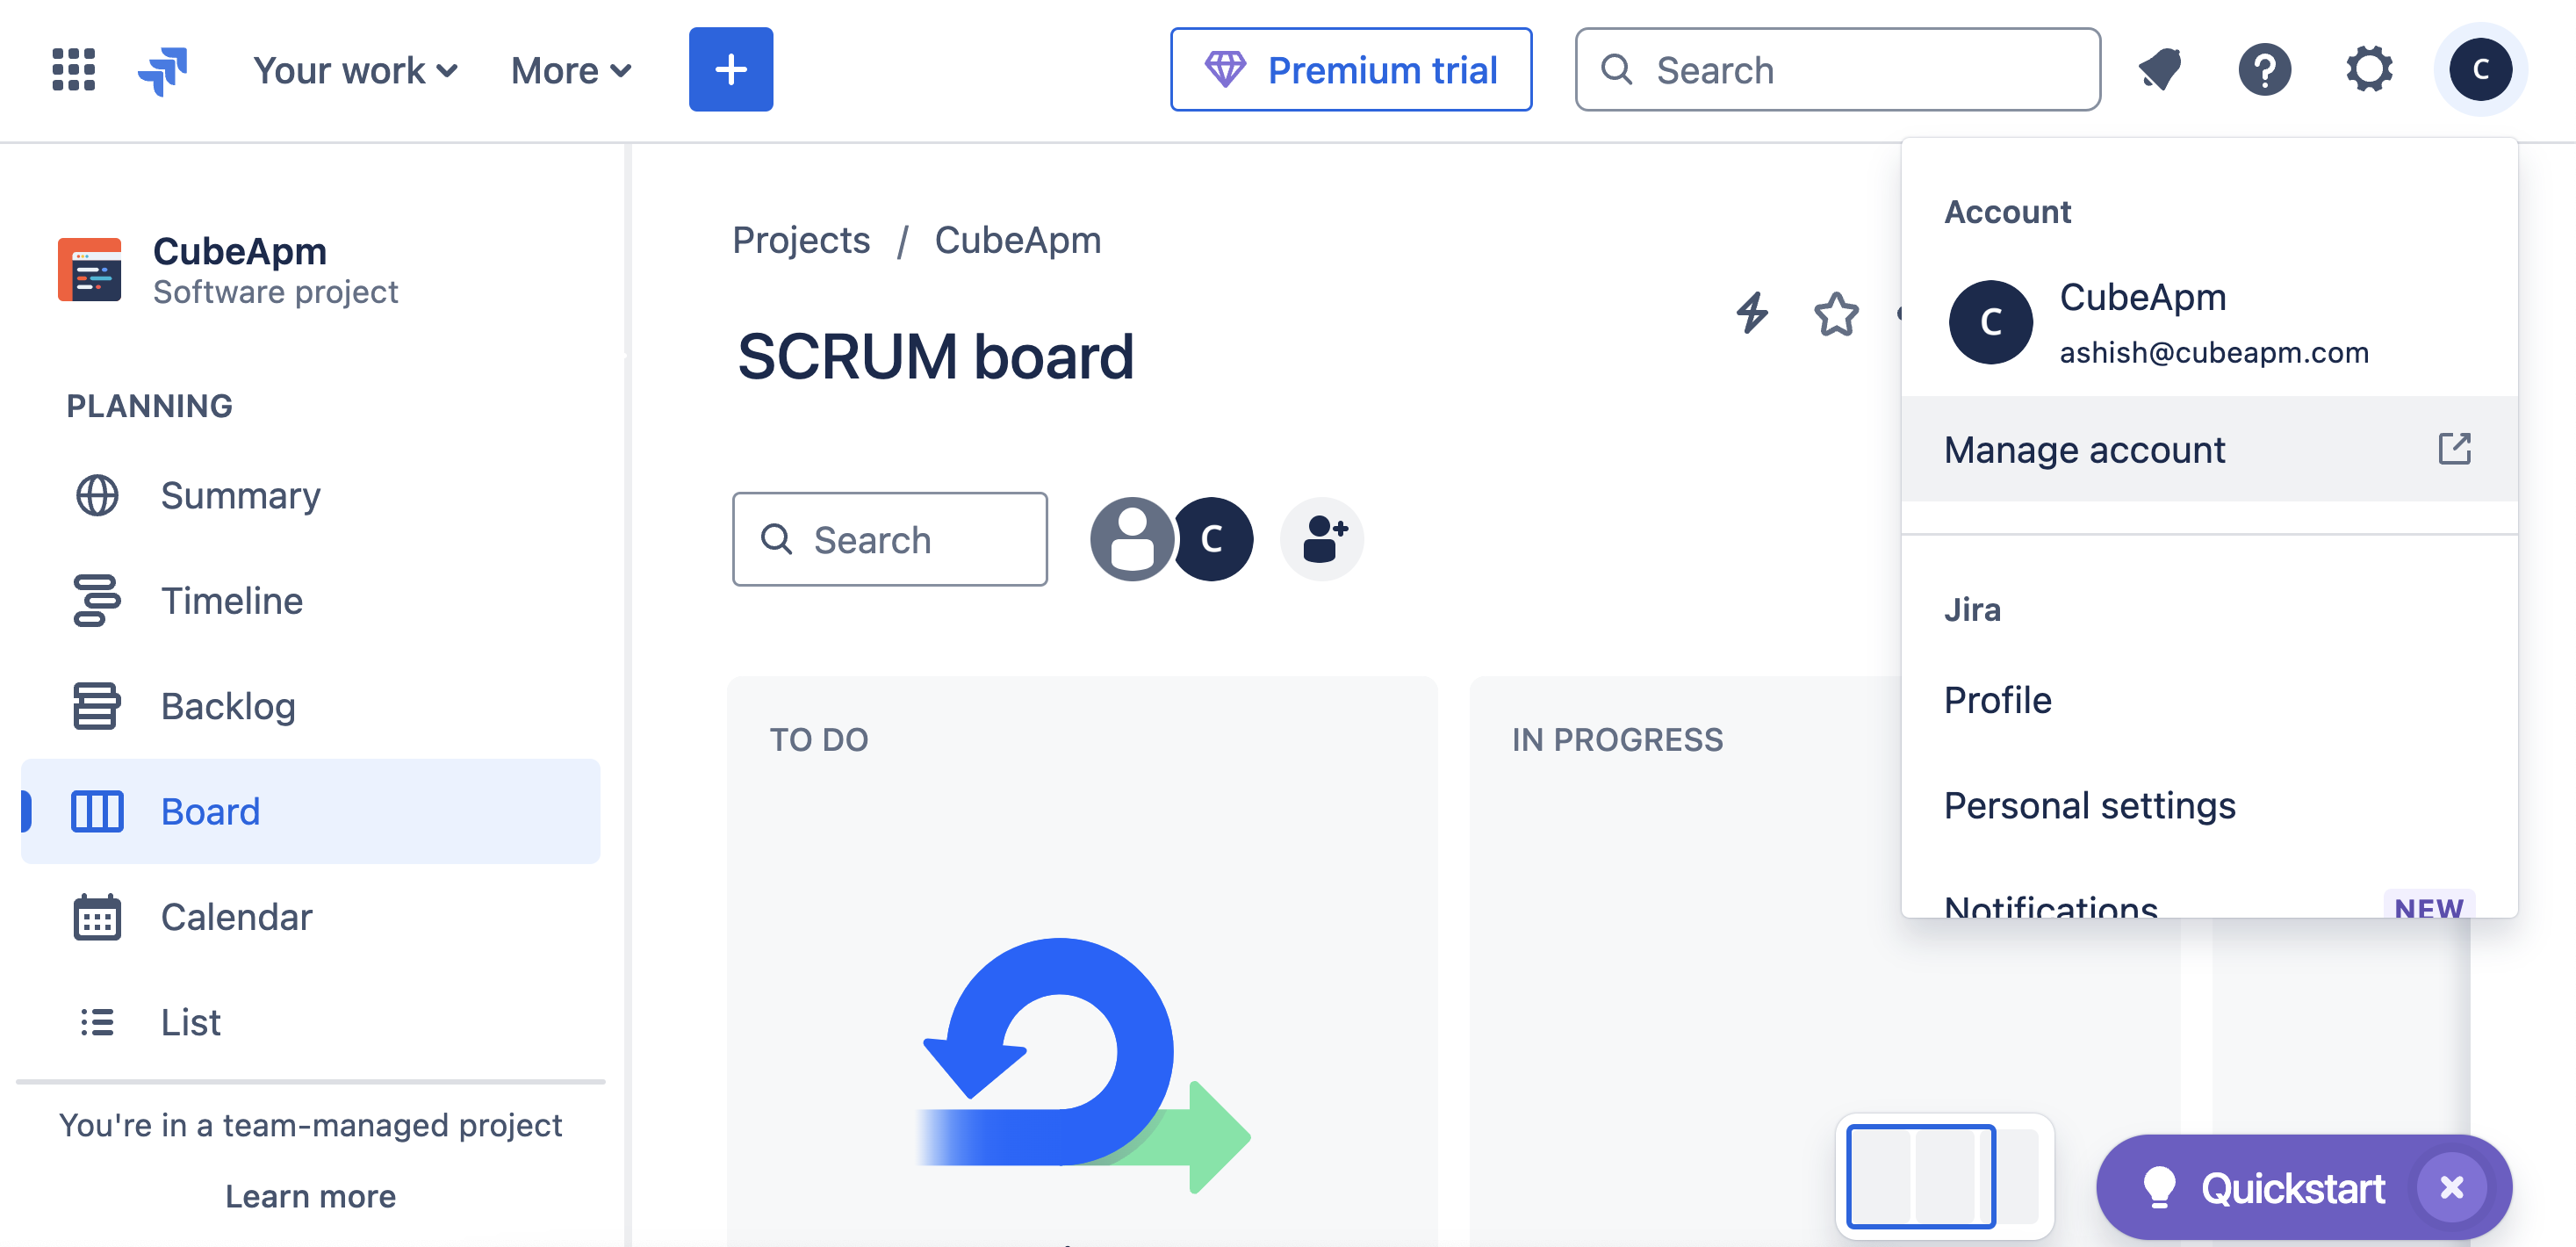 Your work
More
+
Premium trial
Search
?
C
CubeApm
Software project
PLANNING
Summary
Timeline
Backlog
Board
Calendar
List
You're in a team-managed project
Learn more
Projects / CubeApm
SCRUM board
Search
C
TO DO
IN PROGRESS
Account
C
CubeApm
ashish@cubeapm.com
Manage account
Jira
Profile
Personal settings
Notifications
NEW
Quickstart